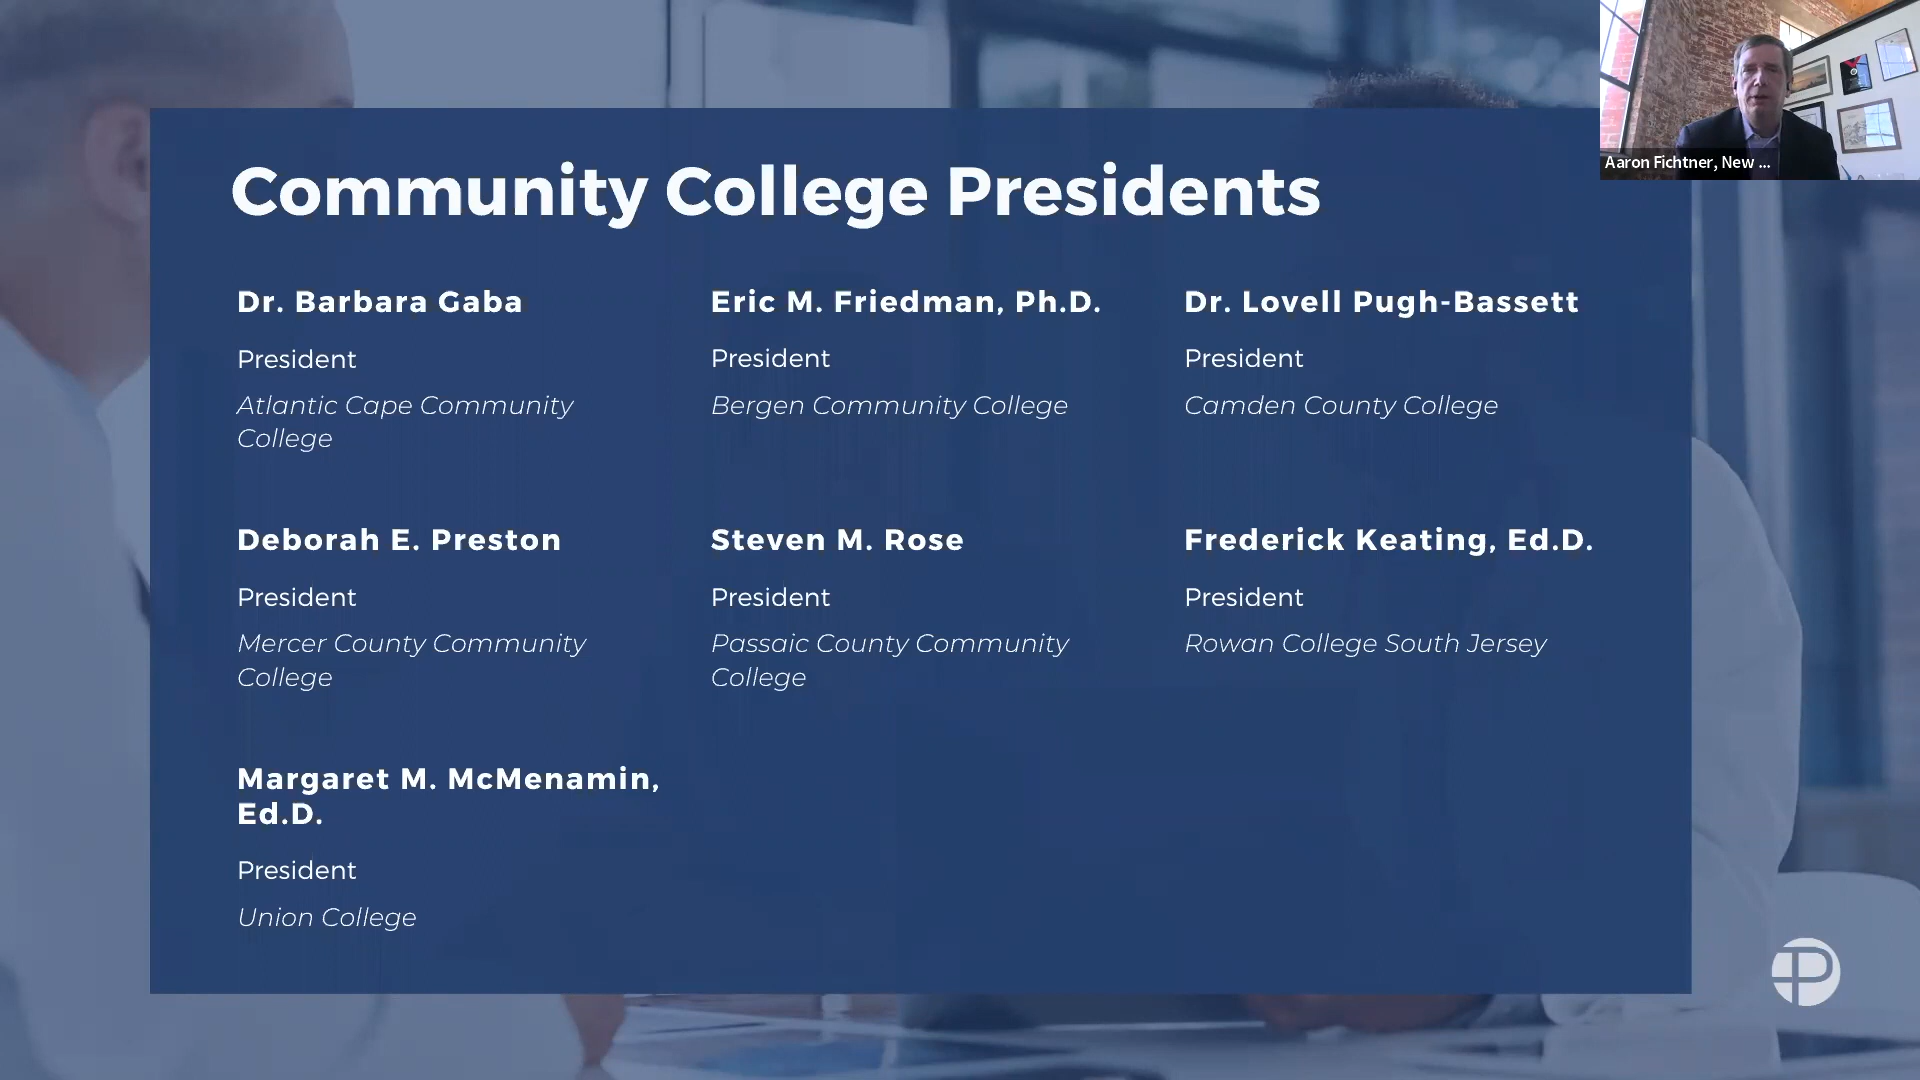 Community College Presidents
Dr. Barbara Gaba
President
Atlantic Cape Community
College
Eric M. Friedman, Ph.D.
President
Bergen Community College
Dr. Lovell Pugh-Bassett
President
Camden County College
Deborah E. Preston
President
Mercer County Community
College
Steven M. Rose
President
Passaic County Community
College
Frederick Keating, Ed.D.
President
Rowan College South Jersey
Margaret M. McMenamin,
Ed.D.
President
Union College
Aaron Fichtner, New ...
P